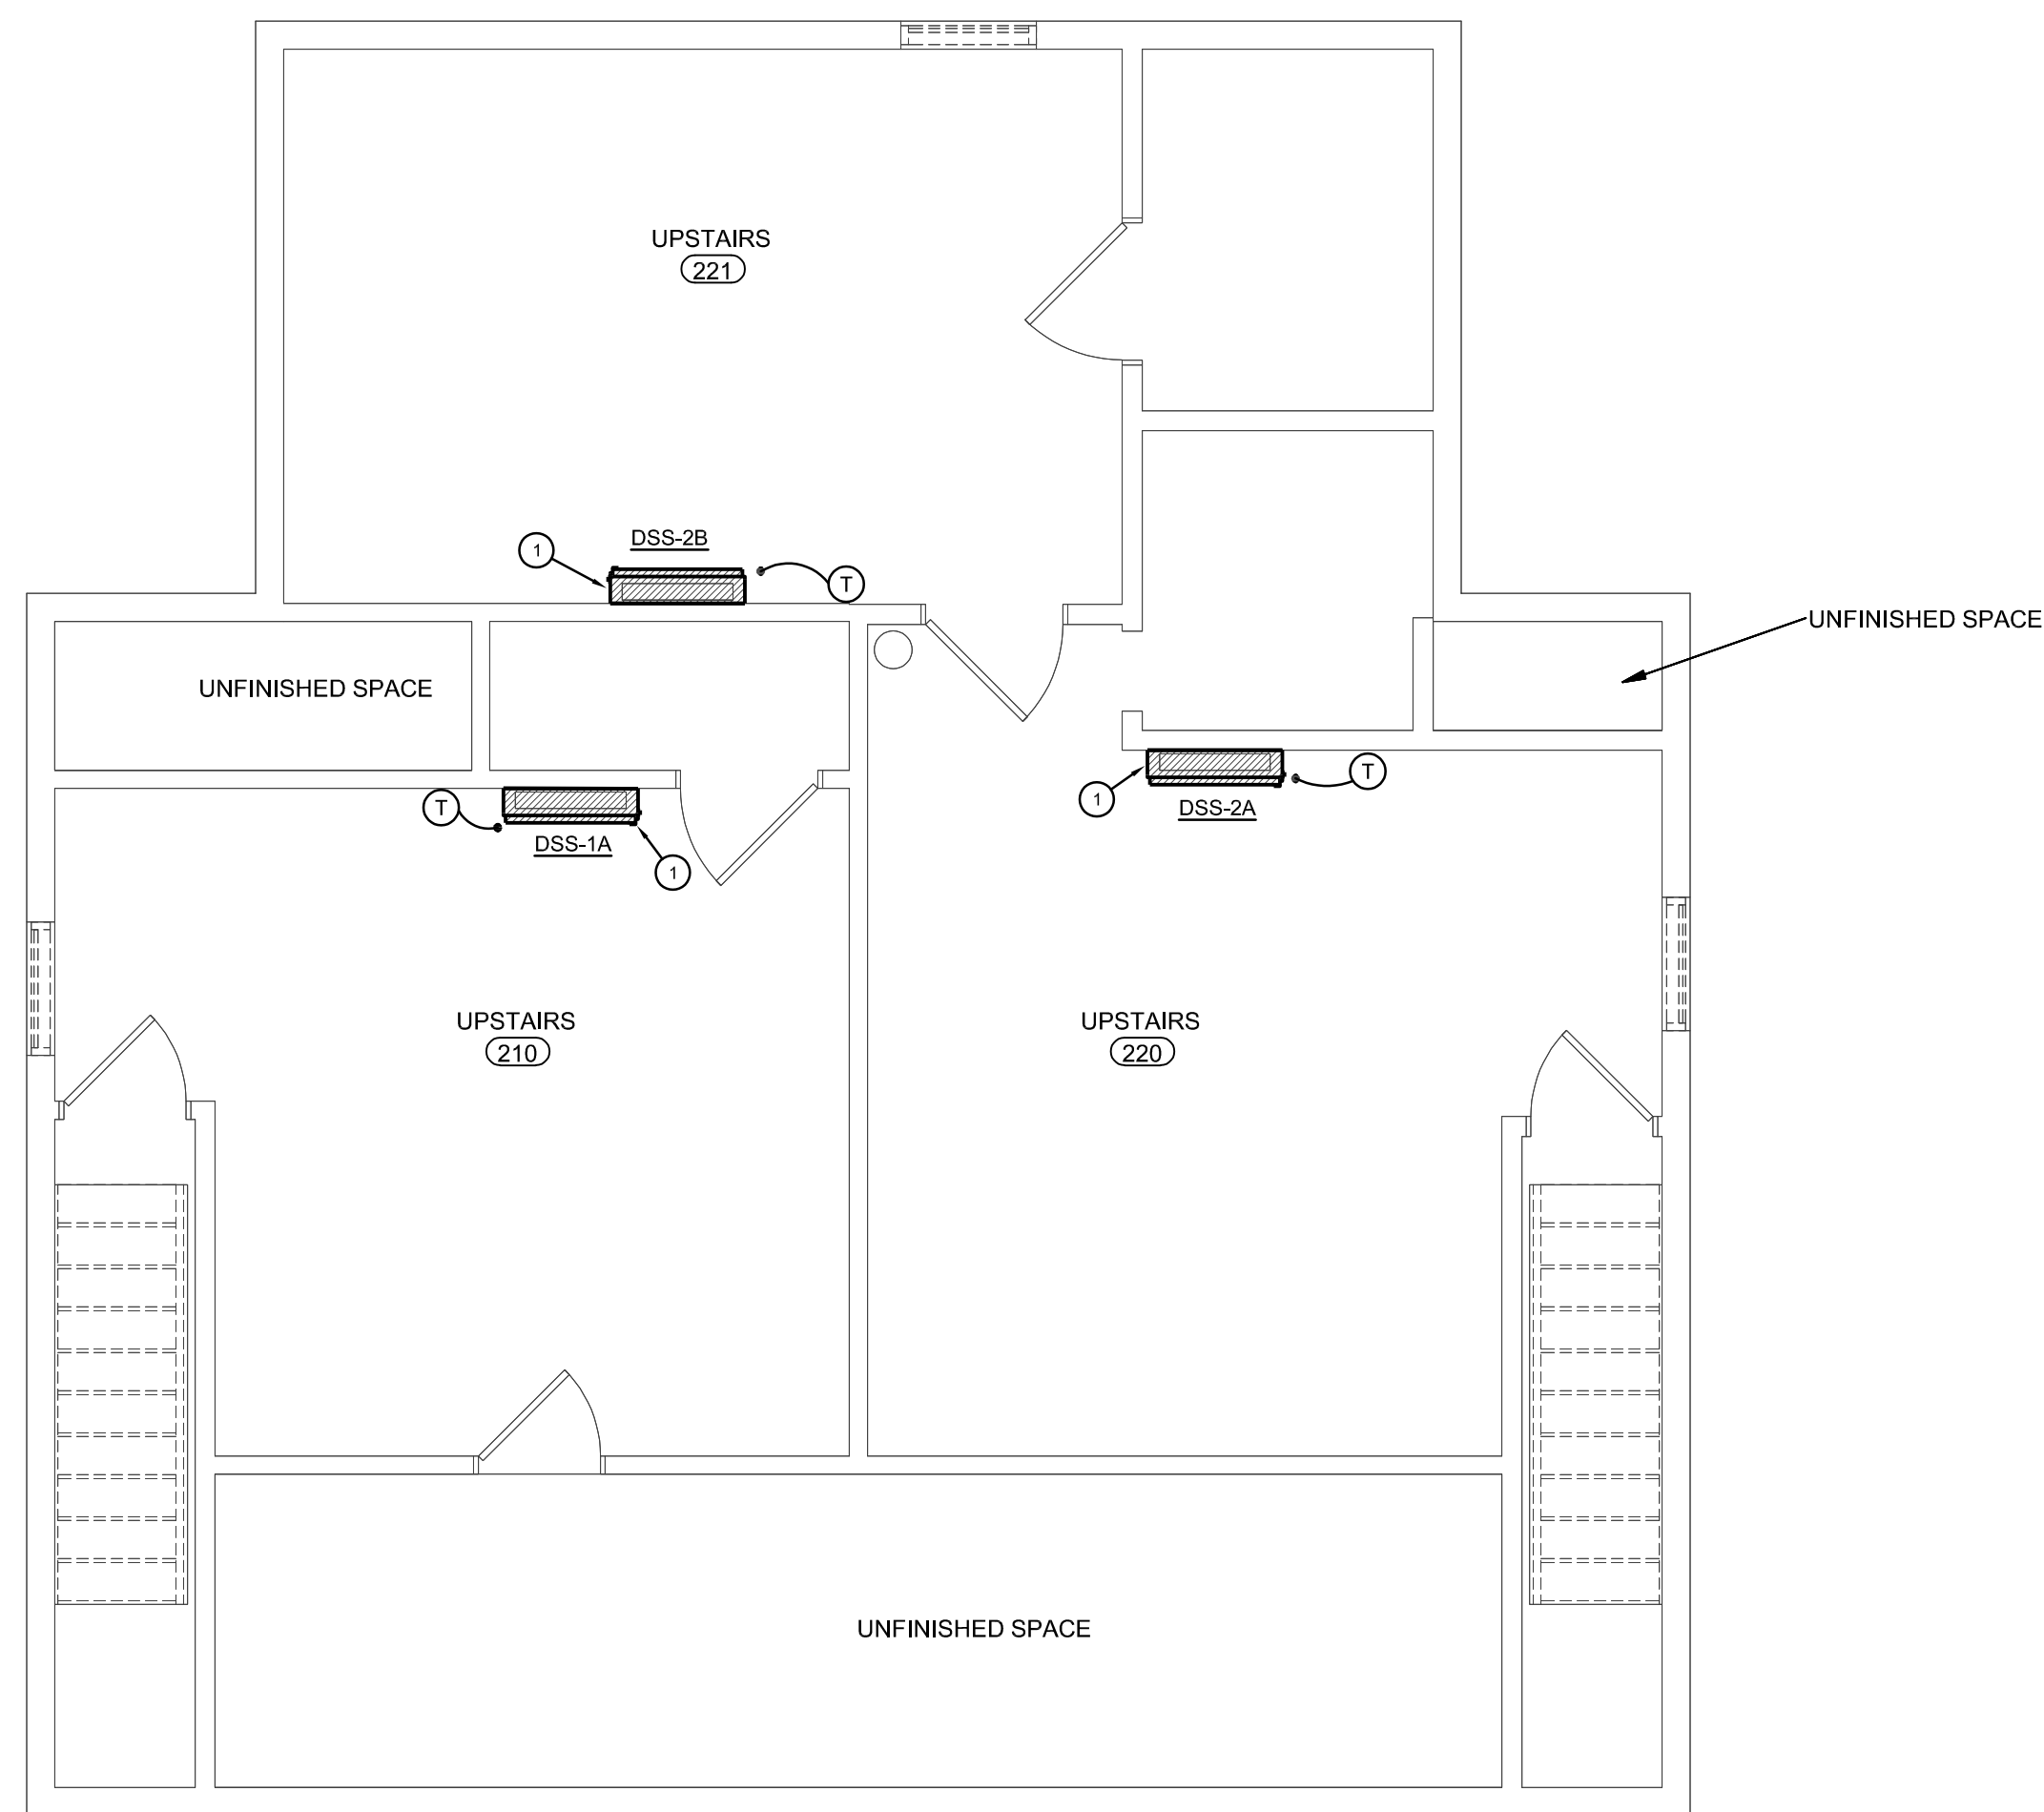 UPSTAIRS
221
DSS-2B
1
T
UNFINISHED SPACE
UNFINISHED SPACE
T
DSS-1A
1
1
DSS-2A
T
UPSTAIRS
210
UPSTAIRS
220
UNFINISHED SPACE